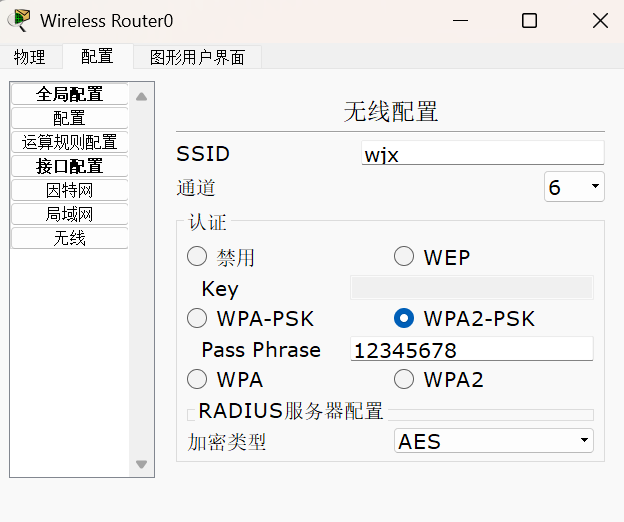 Wireless Router0
物理 配置 图形用户界面
全局配置
配置
运算规则配置
接口配置
因特网
局域网
无线
无线配置
SSID wjx
通道 6
认证
禁用 WEP
Key
WPA-PSK WPA2-PSK
Pass Phrase 12345678
WPA WPA2
RADIUS服务器配置
加密类型 AES